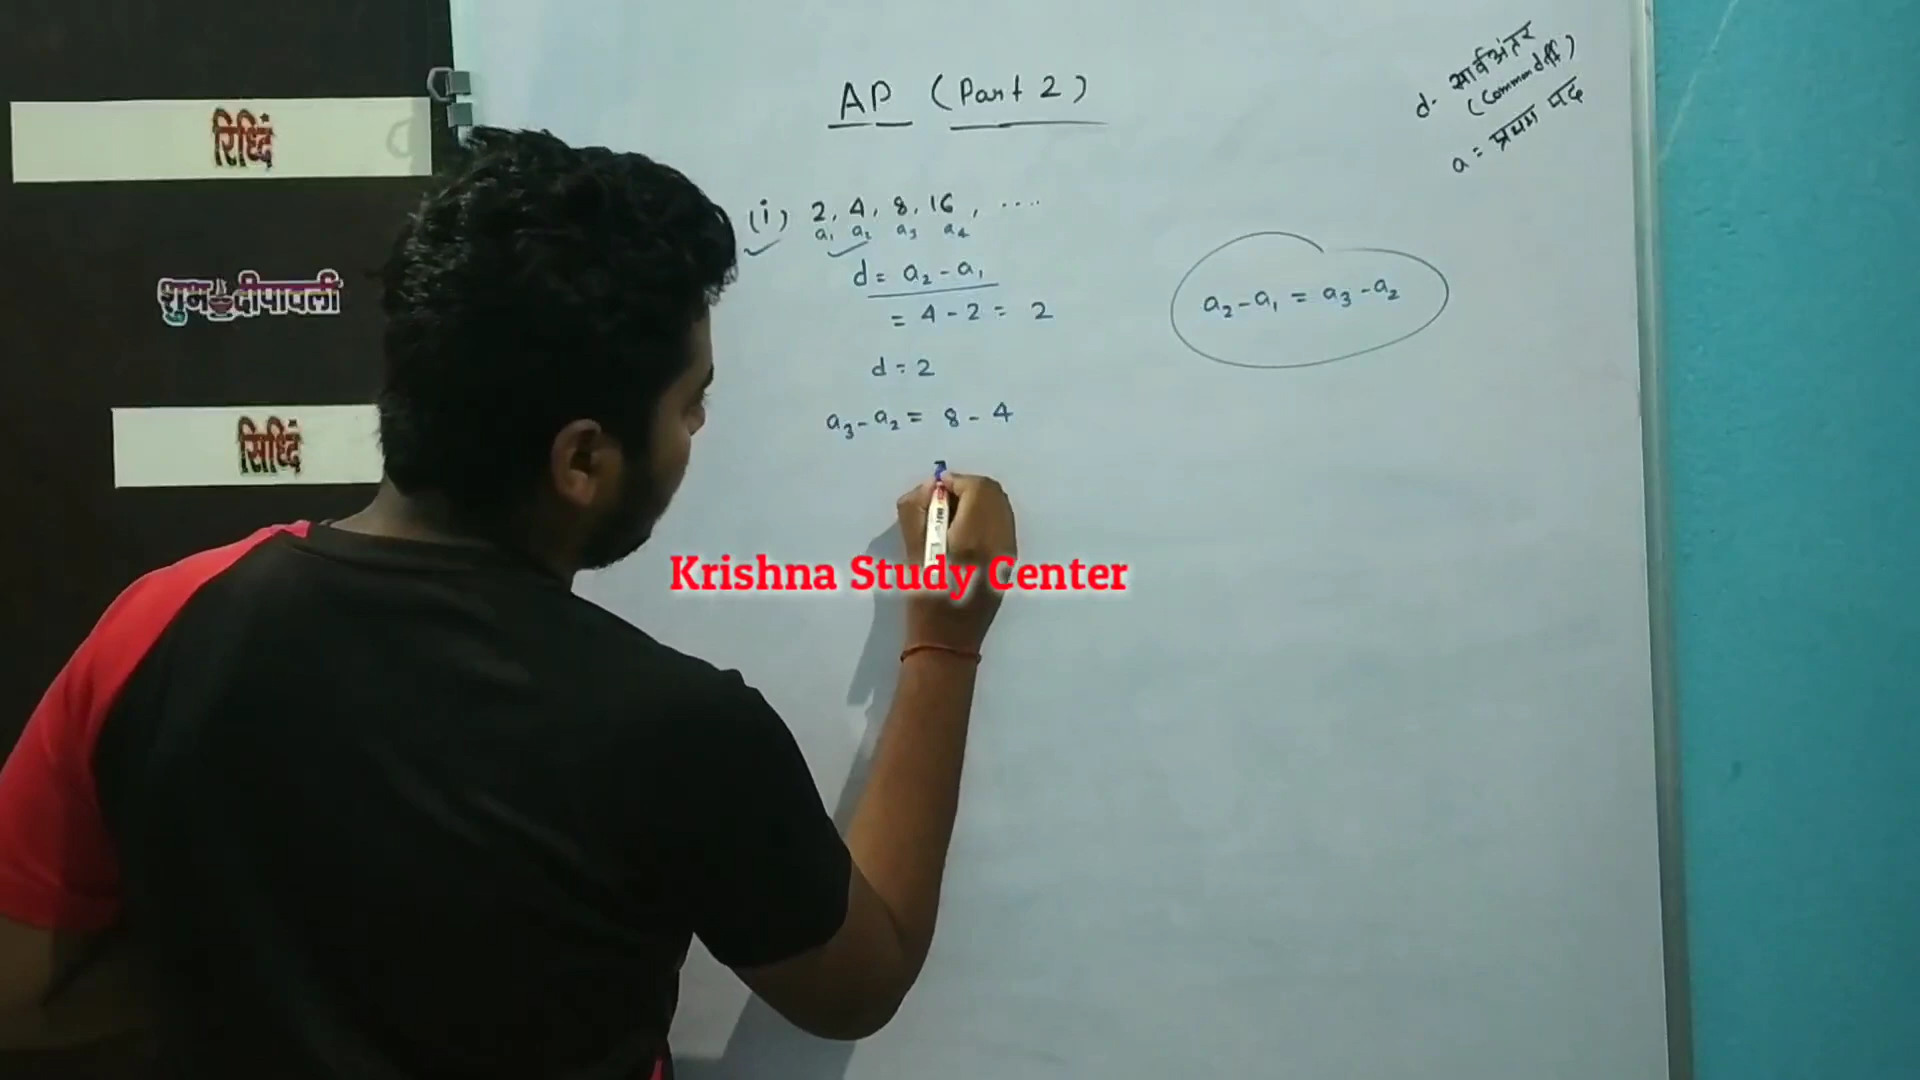 रिध्दिं
शुभ दीपावली
सिध्दिं
AP (Part 2)
d - सार्वअंतर
(Common diff)
a = प्रथम पद
(i) 2, 4, 8, 16, ....
a₁ a₂ a₃ a₄
d = a₂ - a₁
= 4 - 2 = 2
d = 2
a₃ - a₂ = 8 - 4
a₂ - a₁ = a₃ - a₂
Krishna Study Center